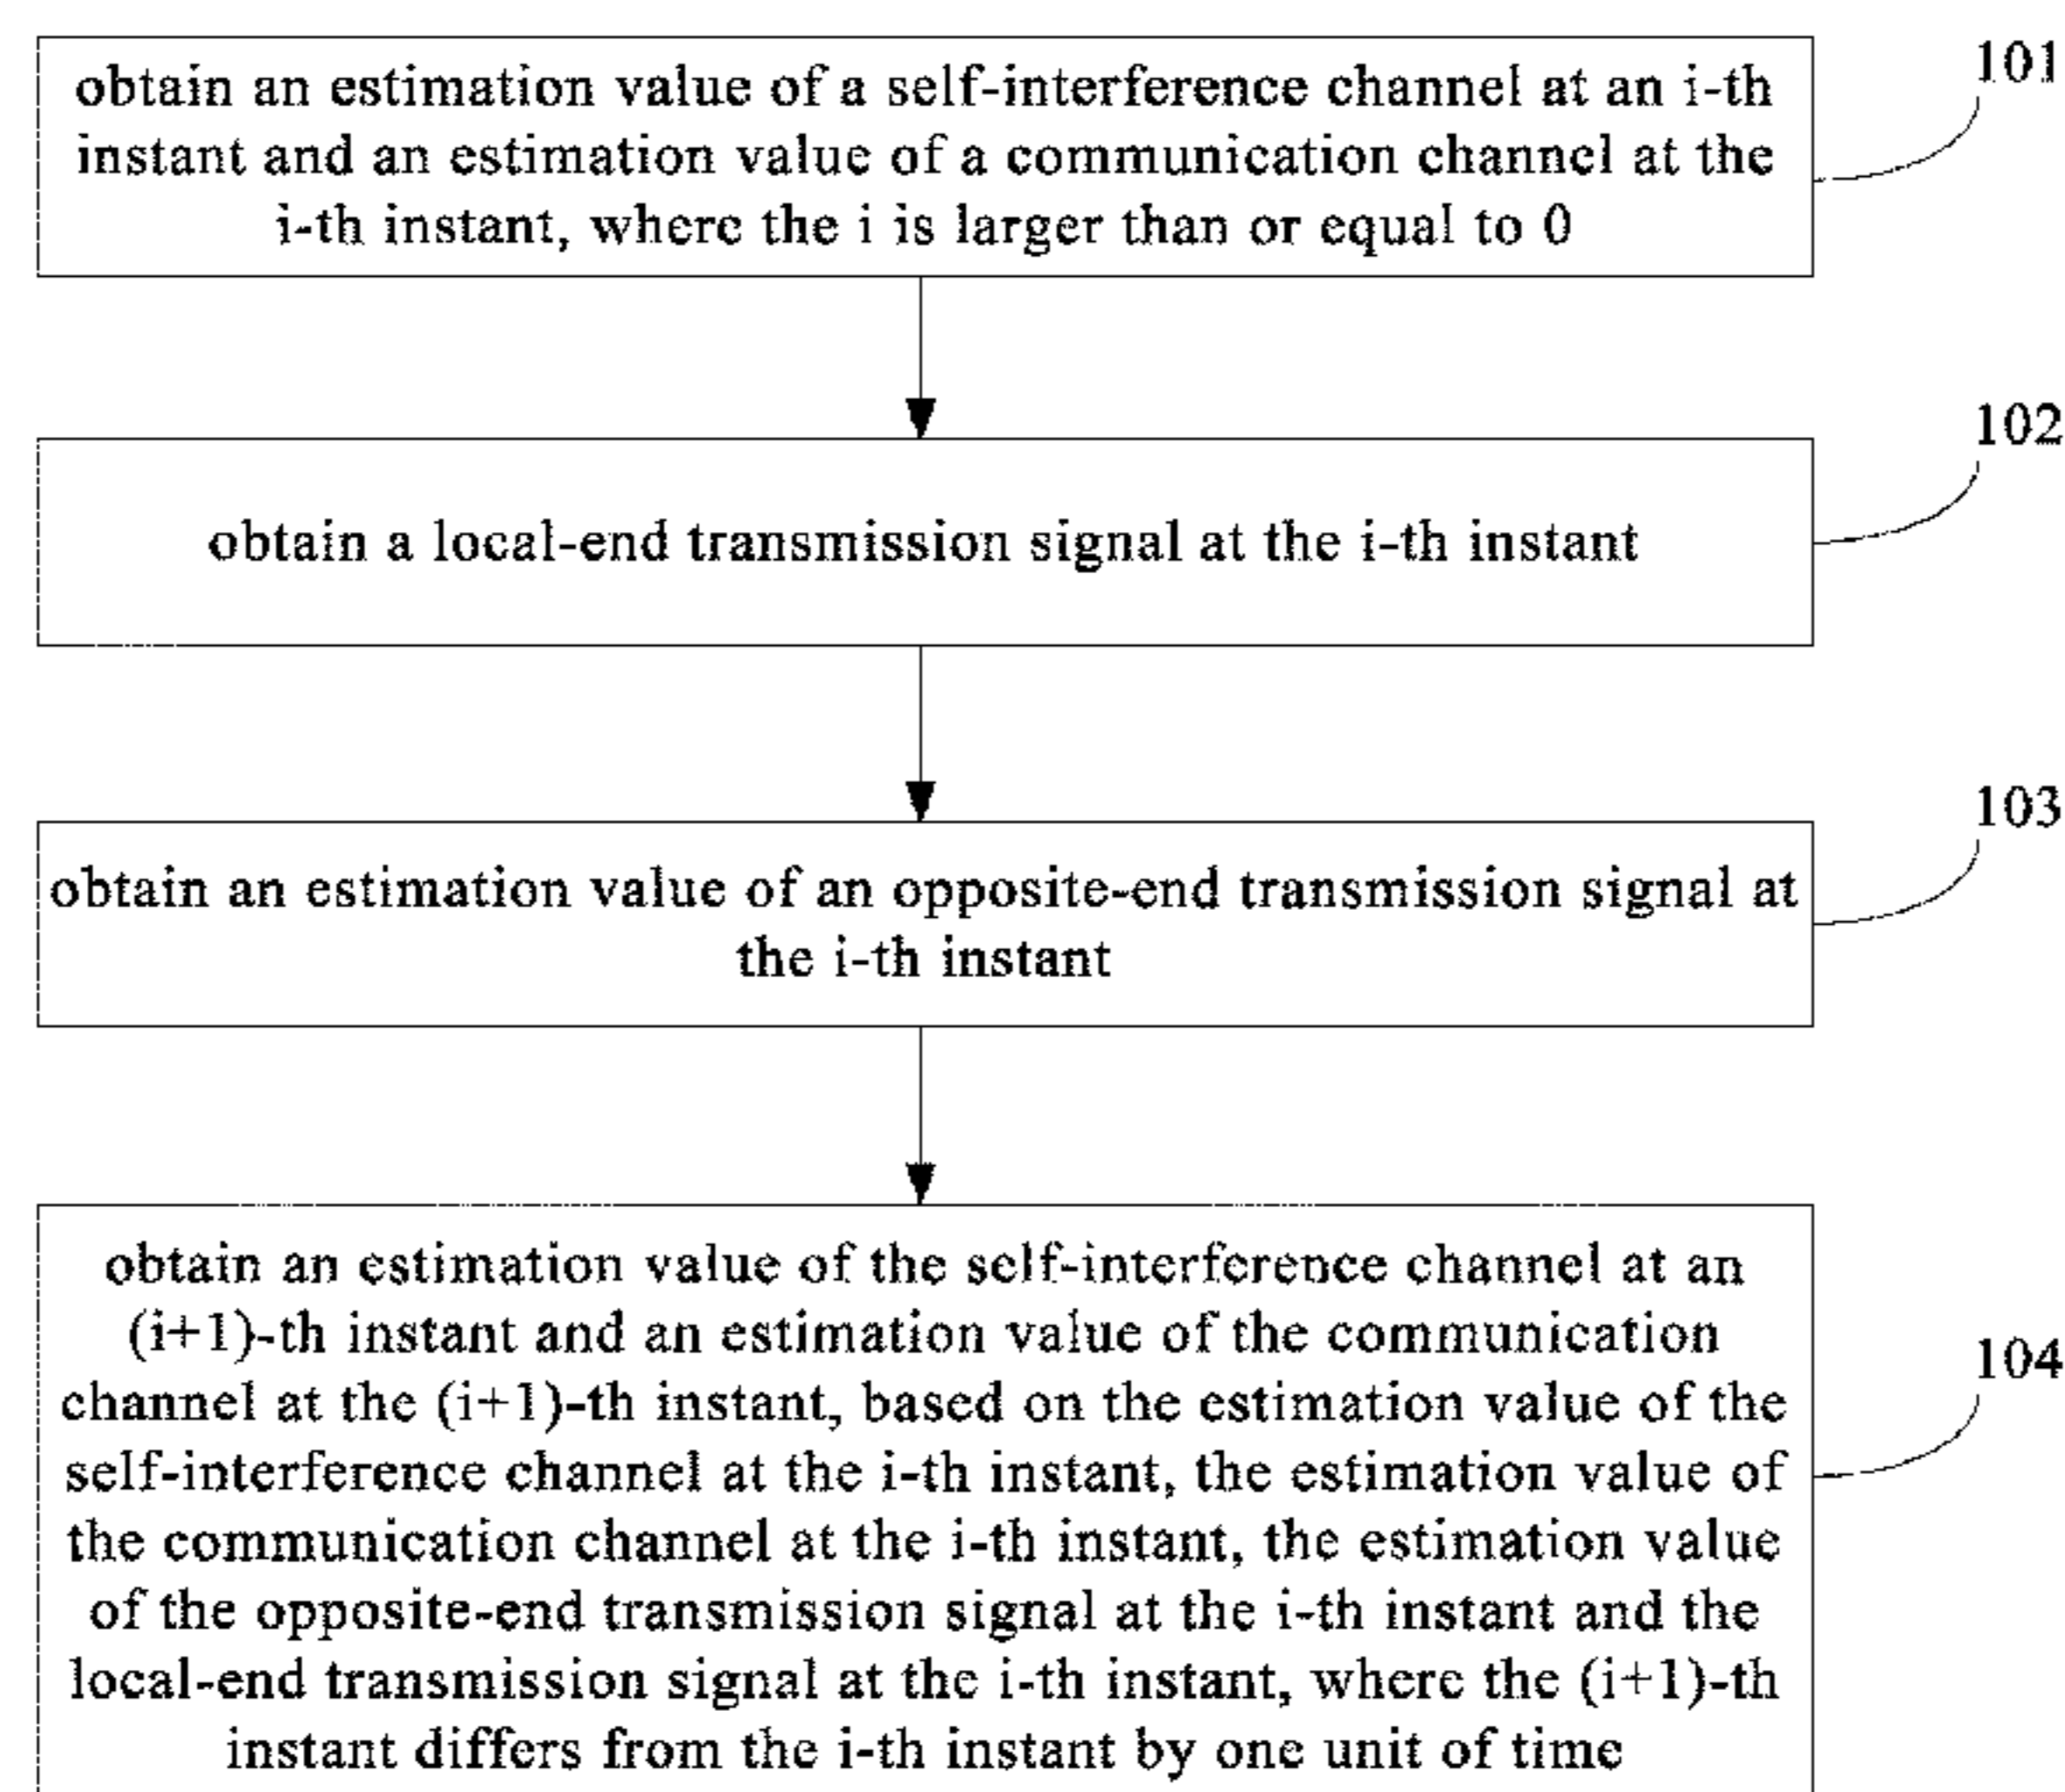 obtain an estimation value of a self-interference channel at an i-th
instant and an estimation value of a communication channel at the
i-th instant, where the i is larger than or equal to 0
101
obtain a local-end transmission signal at the i-th instant
102
obtain an estimation value of an opposite-end transmission signal at
the i-th instant
103
obtain an estimation value of the self-interference channel at an
(i+1)-th instant and an estimation value of the communication
channel at the (i+1)-th instant, based on the estimation value of the
self-interference channel at the i-th instant, the estimation value of
the communication channel at the i-th instant, the estimation value
of the opposite-end transmission signal at the i-th instant and the
local-end transmission signal at the i-th instant, where the (i+1)-th
instant differs from the i-th instant by one unit of time
104